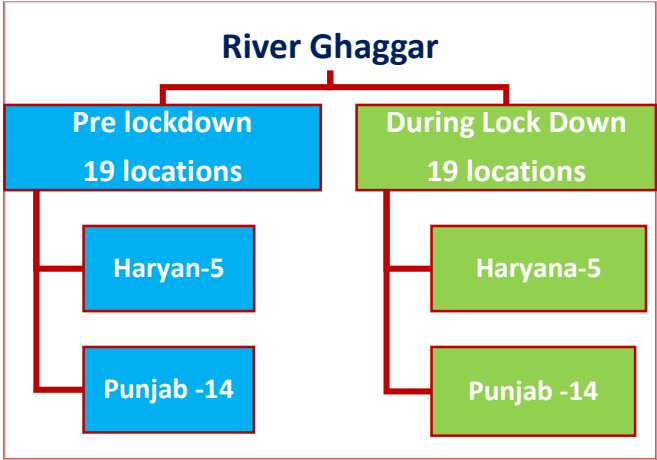 River Ghaggar
Pre lockdown
19 locations
During Lock Down
19 locations
Haryan-5
Haryana-5
Punjab -14
Punjab -14